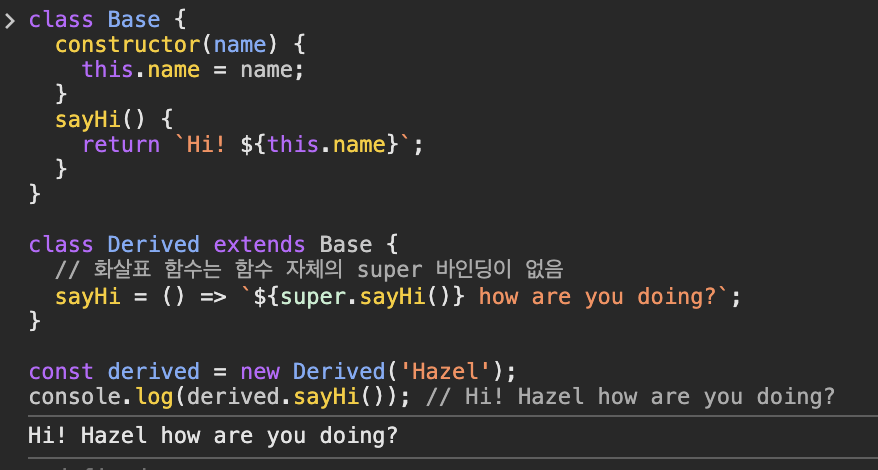 class Base {
  constructor(name) {
    this.name = name;
  }
  sayHi() {
    return `Hi! ${this.name}`;
  }
}

class Derived extends Base {
  // 화살표 함수는 함수 자체의 super 바인딩이 없음
  sayHi = () => `${super.sayHi()} how are you doing?`;
}

const derived = new Derived('Hazel');
console.log(derived.sayHi()); // Hi! Hazel how are you doing?
Hi! Hazel how are you doing?